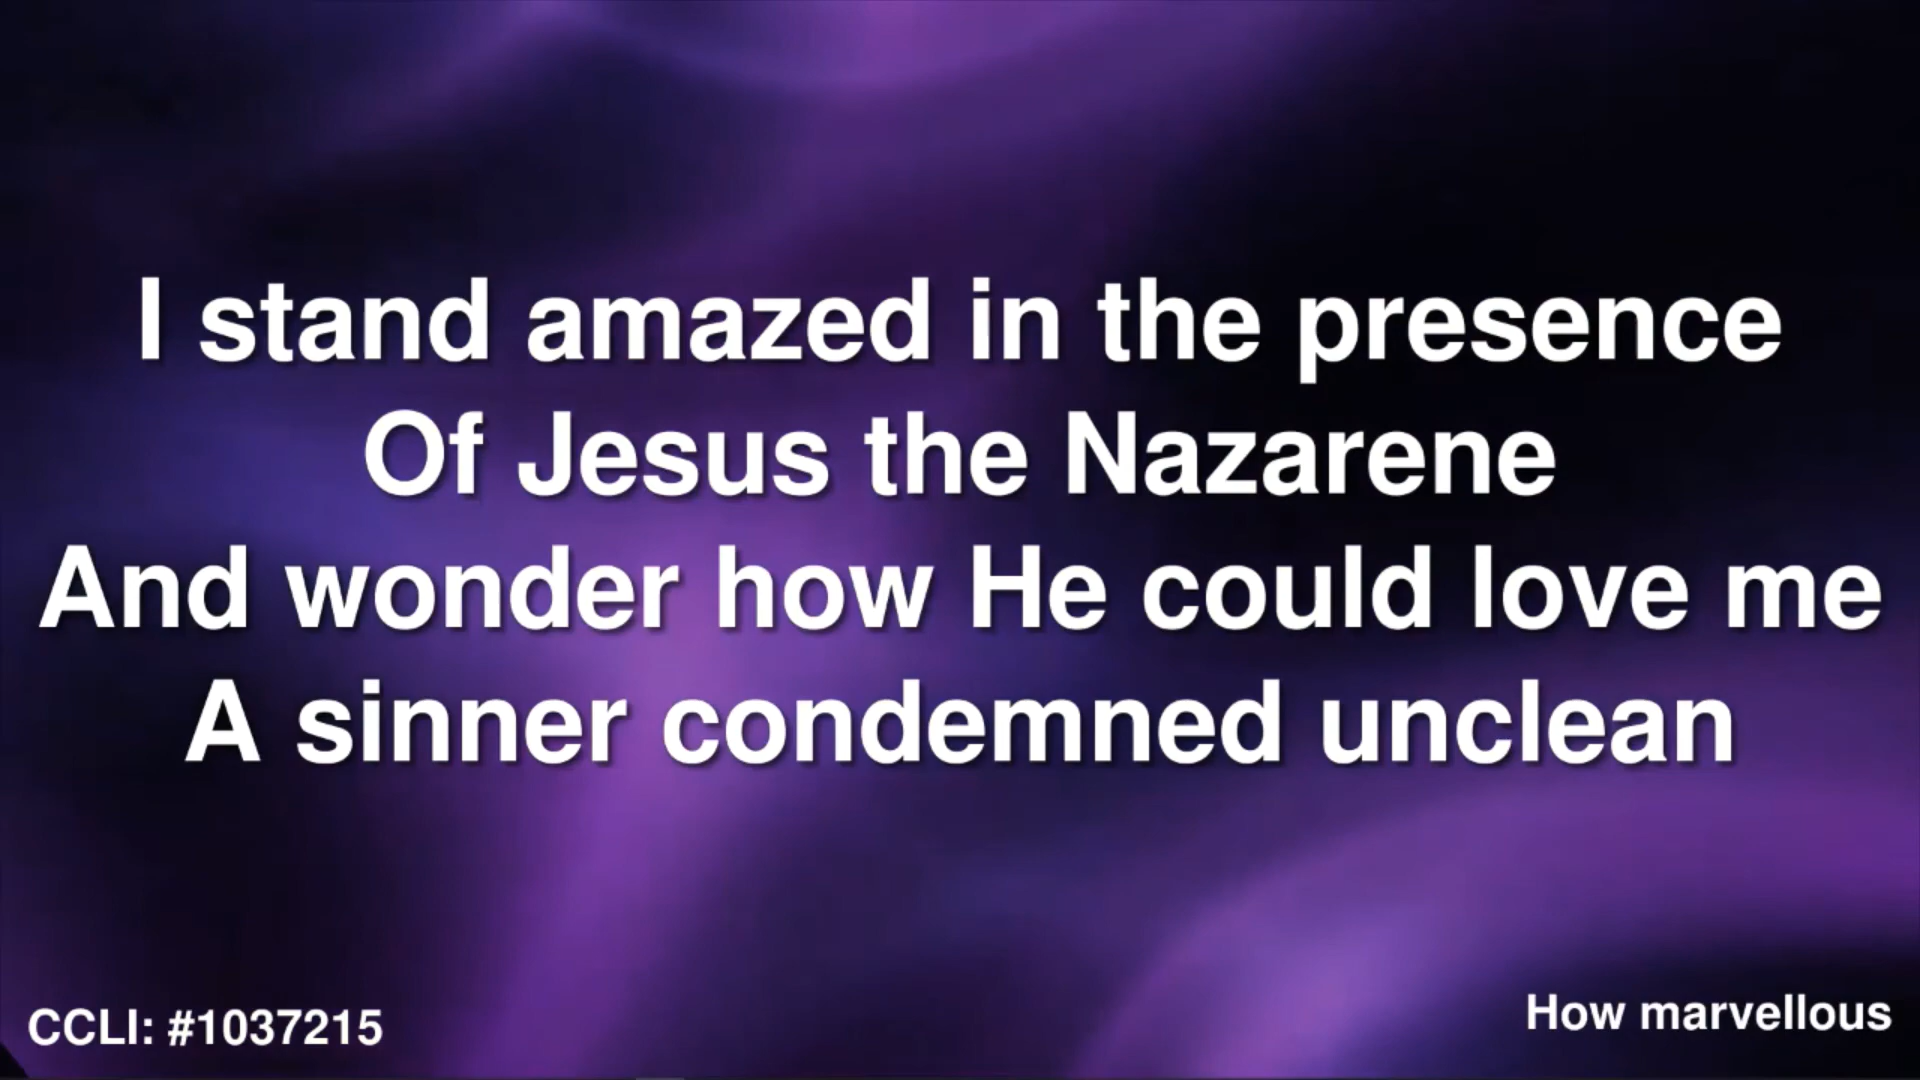 I stand amazed in the presence
Of Jesus the Nazarene
And wonder how He could love me
A sinner condemned unclean
CCLI: #1037215
How marvellous